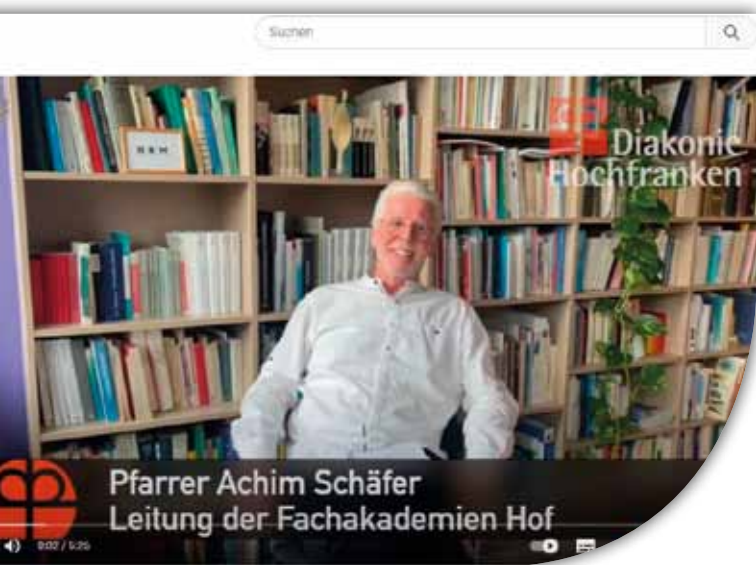 Suchen
Diakonie
Hochfranken
Pfarrer Achim Schäfer
Leitung der Fachakademien Hof
0:02 / 5:25